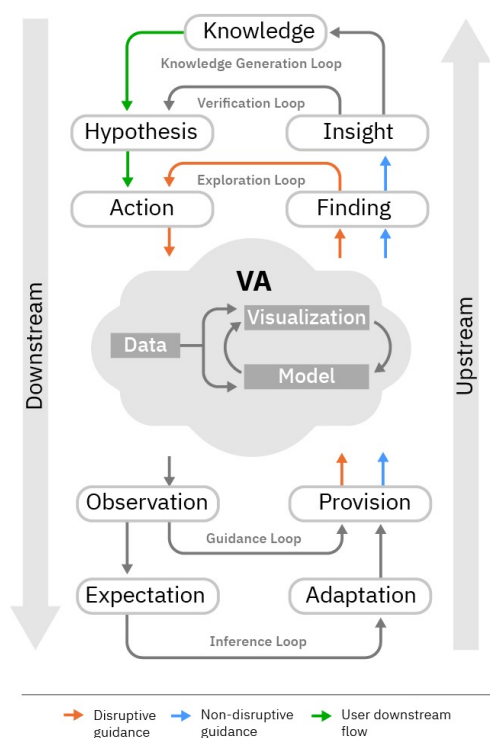 Knowledge
Knowledge Generation Loop
Verification Loop
Hypothesis
Insight
Exploration Loop
Action
Finding
VA
Visualization
Data
Model
Downstream
Upstream
Observation
Provision
Guidance Loop
Expectation
Adaptation
Inference Loop
Disruptive
guidance
Non-disruptive
guidance
User downstream
flow